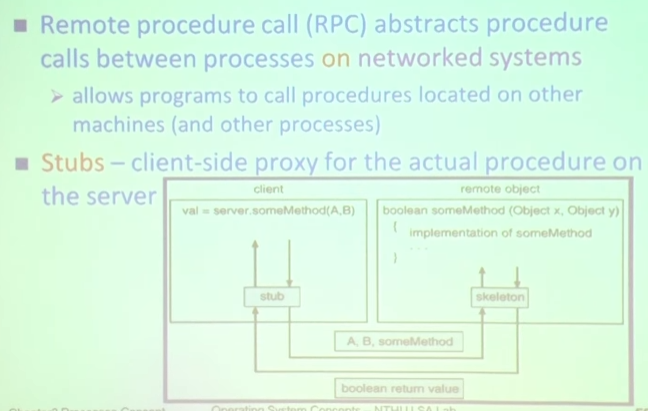 ■ Remote procedure call (RPC) abstracts procedure
calls between processes on networked systems
➢ allows programs to call procedures located on other
machines (and other processes)
■ Stubs – client-side proxy for the actual procedure on
the server
client
val = server.someMethod(A,B)
stub
remote object
boolean someMethod (Object x, Object y)
{
implementation of someMethod
. . .
}
skeleton
A, B, someMethod
boolean return value
Operating System Concepts – NTHU LSA Lab